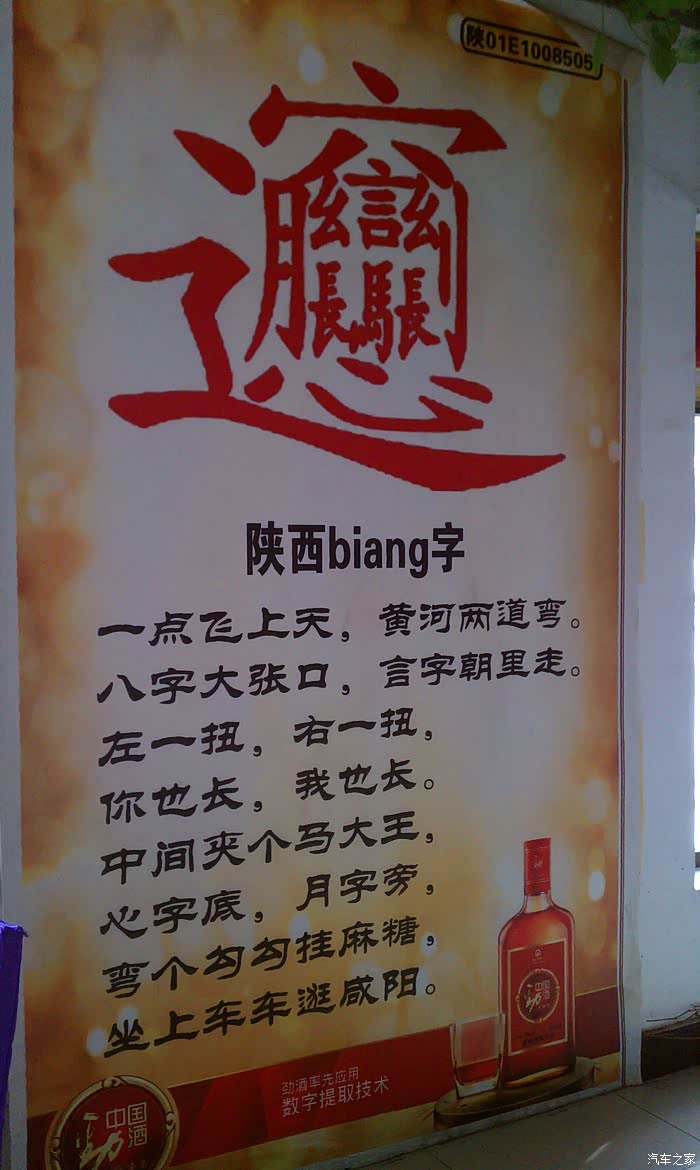 陕01E1008505
𰻞
陕西biang字
一点飞上天，黄河两道弯。
八字大张口，言字朝里走。
左一扭，右一扭，
你也长，我也长。
中间夹个马大王，
心字底，月字旁，
弯个勾勾挂麻糖，
坐上车车逛咸阳。
劲酒率先应用
数字提取技术
中国
劲酒
中国
劲酒
汽车之家